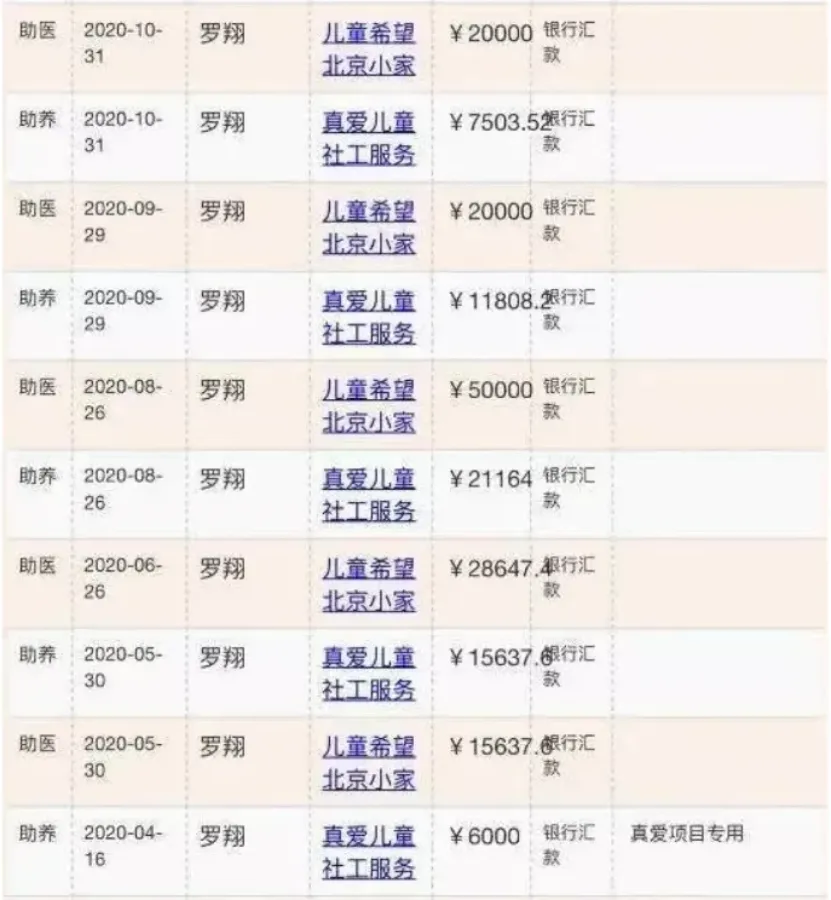 助医 2020-10- 罗翔 儿童希望 ￥20000 银行汇
31 北京小家 款
助养 2020-10- 罗翔 真爱儿童 ￥7503.52 银行汇
31 社工服务 款
助医 2020-09- 罗翔 儿童希望 ￥20000 银行汇
29 北京小家 款
助养 2020-09- 罗翔 真爱儿童 ￥11808.2 银行汇
29 社工服务 款
助医 2020-08- 罗翔 儿童希望 ￥50000 银行汇
26 北京小家 款
助养 2020-08- 罗翔 真爱儿童 ￥21164 银行汇
26 社工服务 款
助医 2020-06- 罗翔 儿童希望 ￥28647.4 银行汇
26 北京小家 款
助养 2020-05- 罗翔 真爱儿童 ￥15637.6 银行汇
30 社工服务 款
助医 2020-05- 罗翔 儿童希望 ￥15637.6 银行汇
30 北京小家 款
助养 2020-04- 罗翔 真爱儿童 ￥6000 银行汇 真爱项目专用
16 社工服务 款